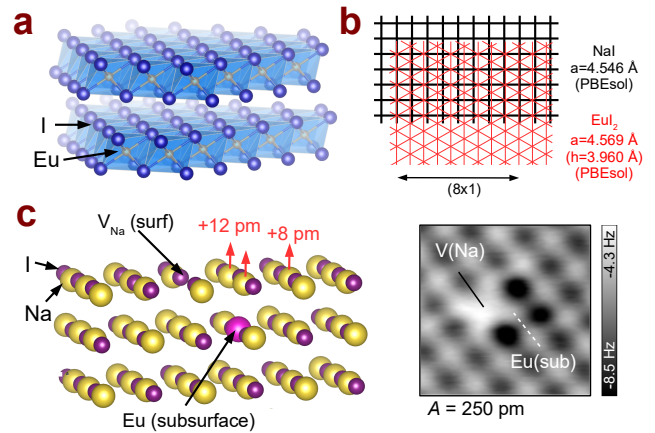 a
I
Eu
b
NaI
a=4.546 Å
(PBEsol)
EuI₂
a=4.569 Å
(h=3.960 Å)
(PBEsol)
(8x1)
c
V_Na (surf)
+12 pm
+8 pm
I
Na
Eu (subsurface)
V(Na)
Eu(sub)
-4.3 Hz
-8.5 Hz
A = 250 pm